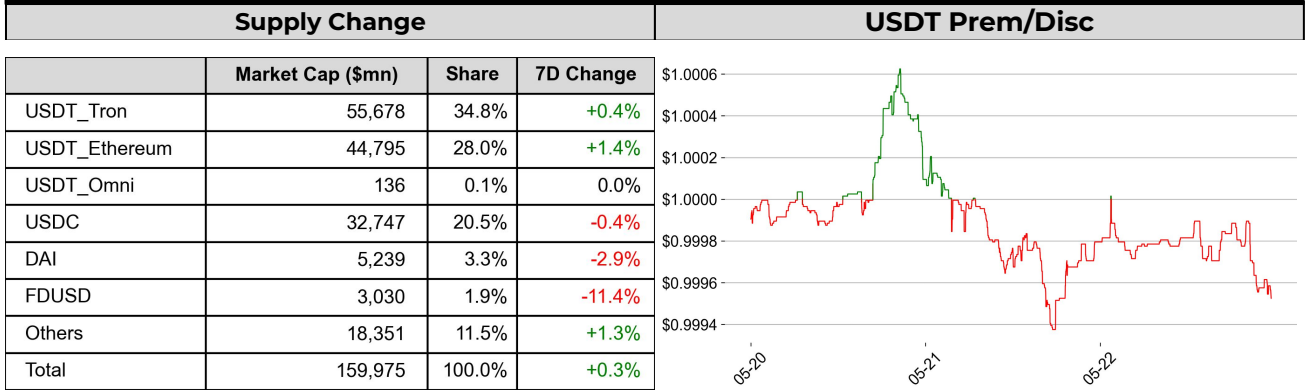 Supply Change
Market Cap ($mn) Share 7D Change
USDT_Tron 55,678 34.8% +0.4%
USDT_Ethereum 44,795 28.0% +1.4%
USDT_Omni 136 0.1% 0.0%
USDC 32,747 20.5% -0.4%
DAI 5,239 3.3% -2.9%
FDUSD 3,030 1.9% -11.4%
Others 18,351 11.5% +1.3%
Total 159,975 100.0% +0.3%
USDT Prem/Disc
$1.0006
$1.0004
$1.0002
$1.0000
$0.9998
$0.9996
$0.9994
05-20 05-21 05-22